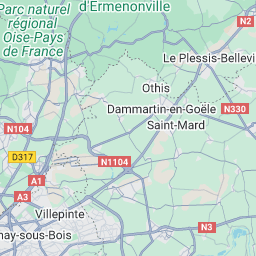 d'Ermenonville
N2
Parc naturel
régional
Oise-Pays
de France
Le Plessis-Bellevi
Othis
Dammartin-en-Goële
N330
Saint-Mard
N104
D317
N1104
A1
A3
Villepinte
N3
nay-sous-Bois